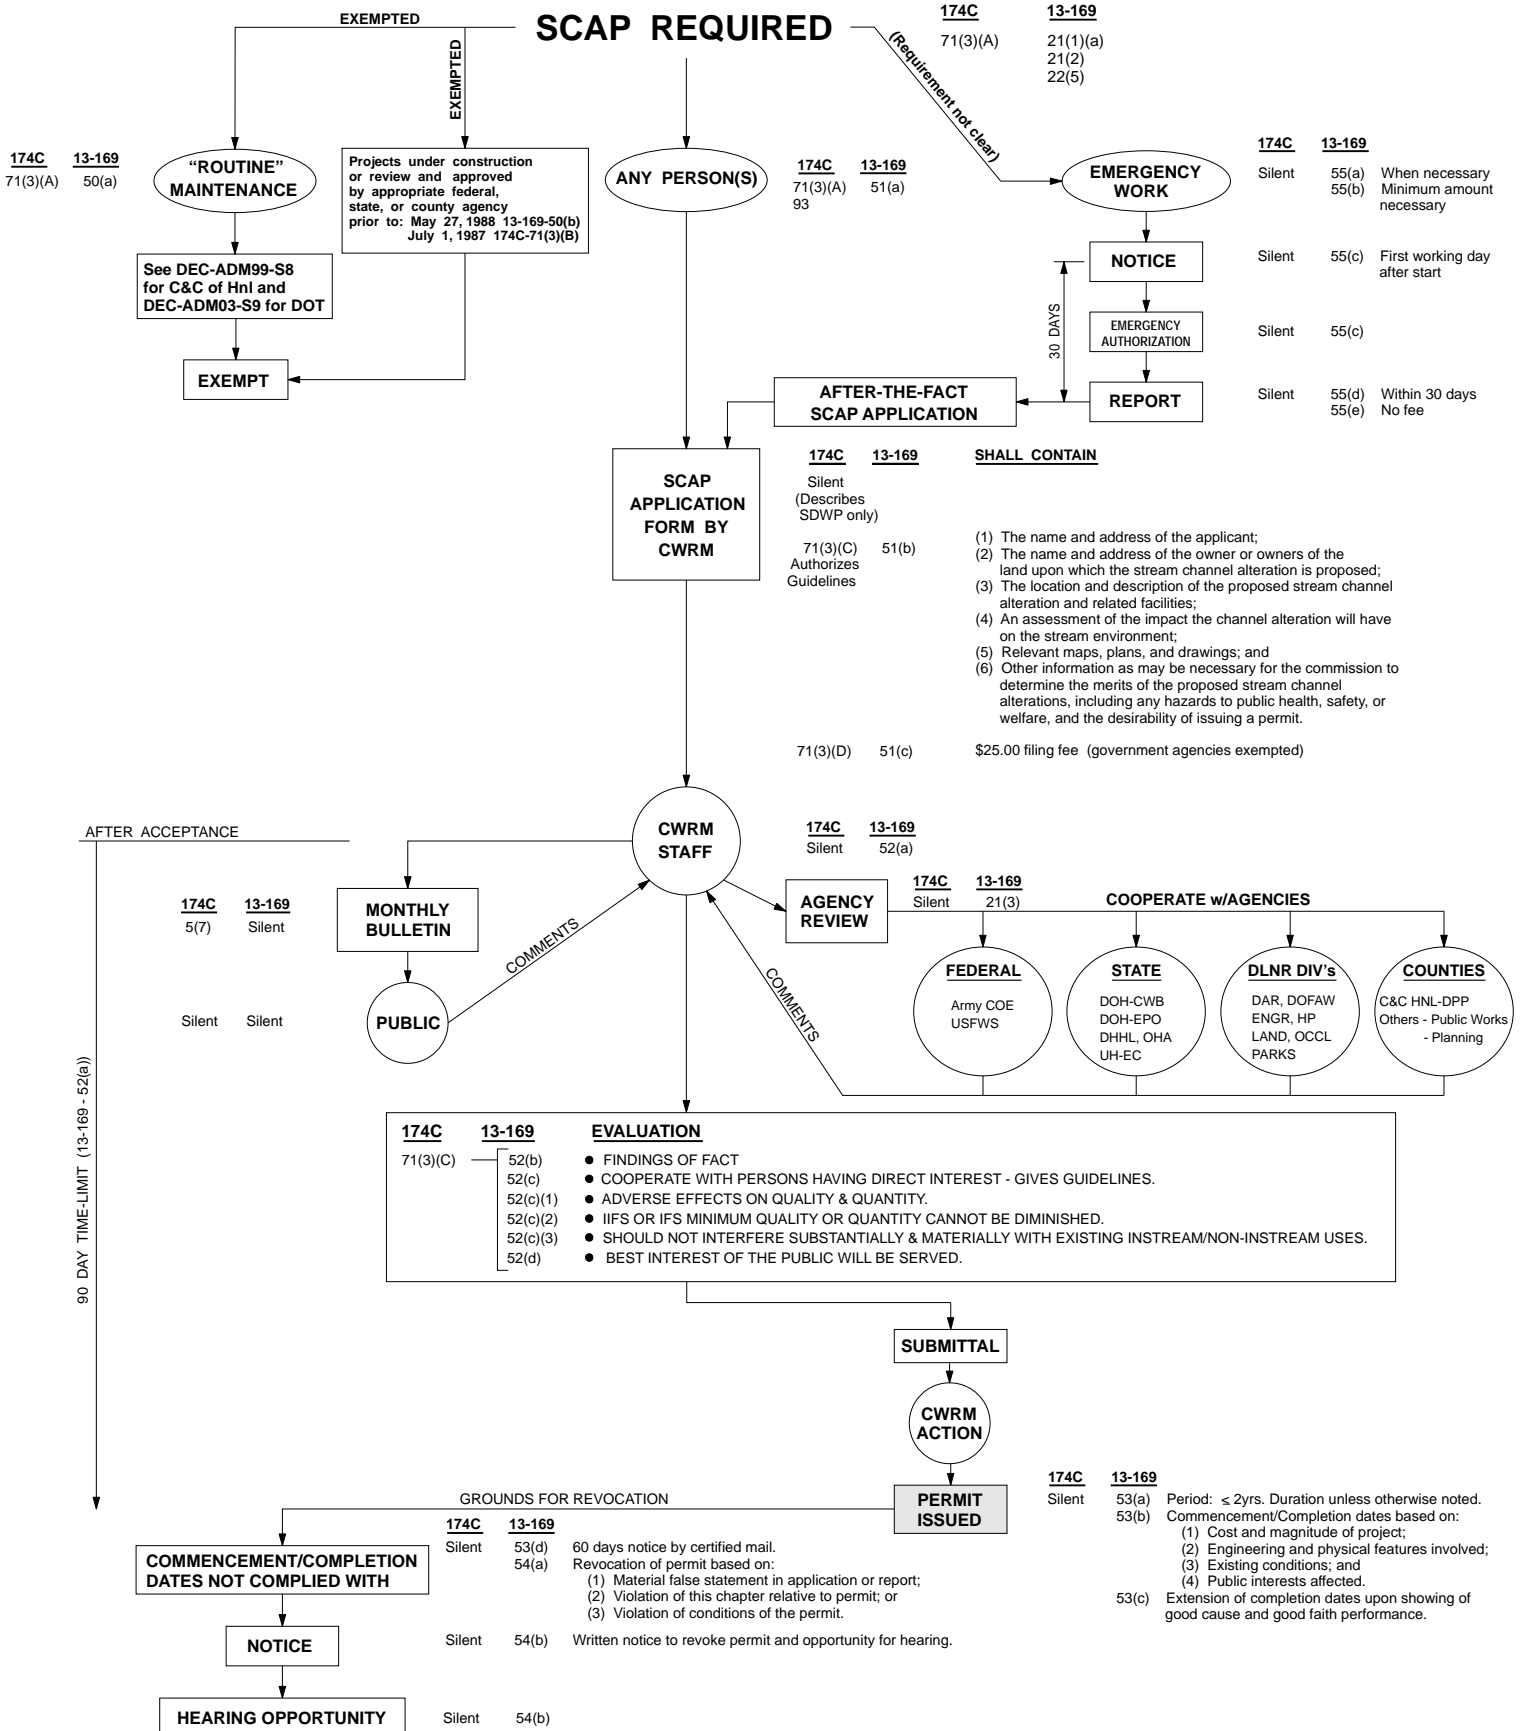 SCAP REQUIRED
EXEMPTED
EXEMPTED
(Requirement not clear)
174C 13-169
71(3)(A) 21(1)(a)
21(2)
22(5)
174C 13-169
71(3)(A) 50(a)
"ROUTINE"
MAINTENANCE
Projects under construction
or review and approved
by appropriate federal,
state, or county agency
prior to: May 27, 1988 13-169-50(b)
July 1, 1987 174C-71(3)(B)
ANY PERSON(S)
174C 13-169
71(3)(A) 51(a)
93
EMERGENCY
WORK
174C 13-169
Silent 55(a) When necessary
55(b) Minimum amount
necessary
See DEC-ADM99-S8
for C&C of Hnl and
DEC-ADM03-S9 for DOT
EXEMPT
NOTICE
Silent 55(c) First working day
after start
30 DAYS
EMERGENCY
AUTHORIZATION
Silent 55(c)
AFTER-THE-FACT
SCAP APPLICATION
REPORT
Silent 55(d) Within 30 days
55(e) No fee
SCAP
APPLICATION
FORM BY
CWRM
174C 13-169 SHALL CONTAIN
Silent
(Describes
SDWP only)
71(3)(C) 51(b)
Authorizes
Guidelines
(1) The name and address of the applicant;
(2) The name and address of the owner or owners of the
land upon which the stream channel alteration is proposed;
(3) The location and description of the proposed stream channel
alteration and related facilities;
(4) An assessment of the impact the channel alteration will have
on the stream environment;
(5) Relevant maps, plans, and drawings; and
(6) Other information as may be necessary for the commission to
determine the merits of the proposed stream channel
alterations, including any hazards to public health, safety, or
welfare, and the desirability of issuing a permit.
71(3)(D) 51(c) $25.00 filing fee (government agencies exempted)
AFTER ACCEPTANCE
CWRM
STAFF
174C 13-169
Silent 52(a)
174C 13-169
5(7) Silent
MONTHLY
BULLETIN
AGENCY
REVIEW
174C 13-169
Silent 21(3)
COOPERATE w/AGENCIES
COMMENTS
COMMENTS
Silent Silent
PUBLIC
FEDERAL
Army COE
USFWS
STATE
DOH-CWB
DOH-EPO
DHHL, OHA
UH-EC
DLNR DIV's
DAR, DOFAW
ENGR, HP
LAND, OCCL
PARKS
COUNTIES
C&C HNL-DPP
Others - Public Works
- Planning
90 DAY TIME-LIMIT (13-169 - 52(a))
174C 13-169 EVALUATION
71(3)(C) 52(b) ● FINDINGS OF FACT
52(c) ● COOPERATE WITH PERSONS HAVING DIRECT INTEREST - GIVES GUIDELINES.
52(c)(1) ● ADVERSE EFFECTS ON QUALITY & QUANTITY.
52(c)(2) ● IIFS OR IFS MINIMUM QUALITY OR QUANTITY CANNOT BE DIMINISHED.
52(c)(3) ● SHOULD NOT INTERFERE SUBSTANTIALLY & MATERIALLY WITH EXISTING INSTREAM/NON-INSTREAM USES.
52(d) ● BEST INTEREST OF THE PUBLIC WILL BE SERVED.
SUBMITTAL
CWRM
ACTION
PERMIT
ISSUED
174C 13-169
Silent 53(a) Period: ≤ 2yrs. Duration unless otherwise noted.
53(b) Commencement/Completion dates based on:
(1) Cost and magnitude of project;
(2) Engineering and physical features involved;
(3) Existing conditions; and
(4) Public interests affected.
53(c) Extension of completion dates upon showing of
good cause and good faith performance.
GROUNDS FOR REVOCATION
COMMENCEMENT/COMPLETION
DATES NOT COMPLIED WITH
174C 13-169
Silent 53(d) 60 days notice by certified mail.
54(a) Revocation of permit based on:
(1) Material false statement in application or report;
(2) Violation of this chapter relative to permit; or
(3) Violation of conditions of the permit.
NOTICE
Silent 54(b) Written notice to revoke permit and opportunity for hearing.
HEARING OPPORTUNITY
Silent 54(b)